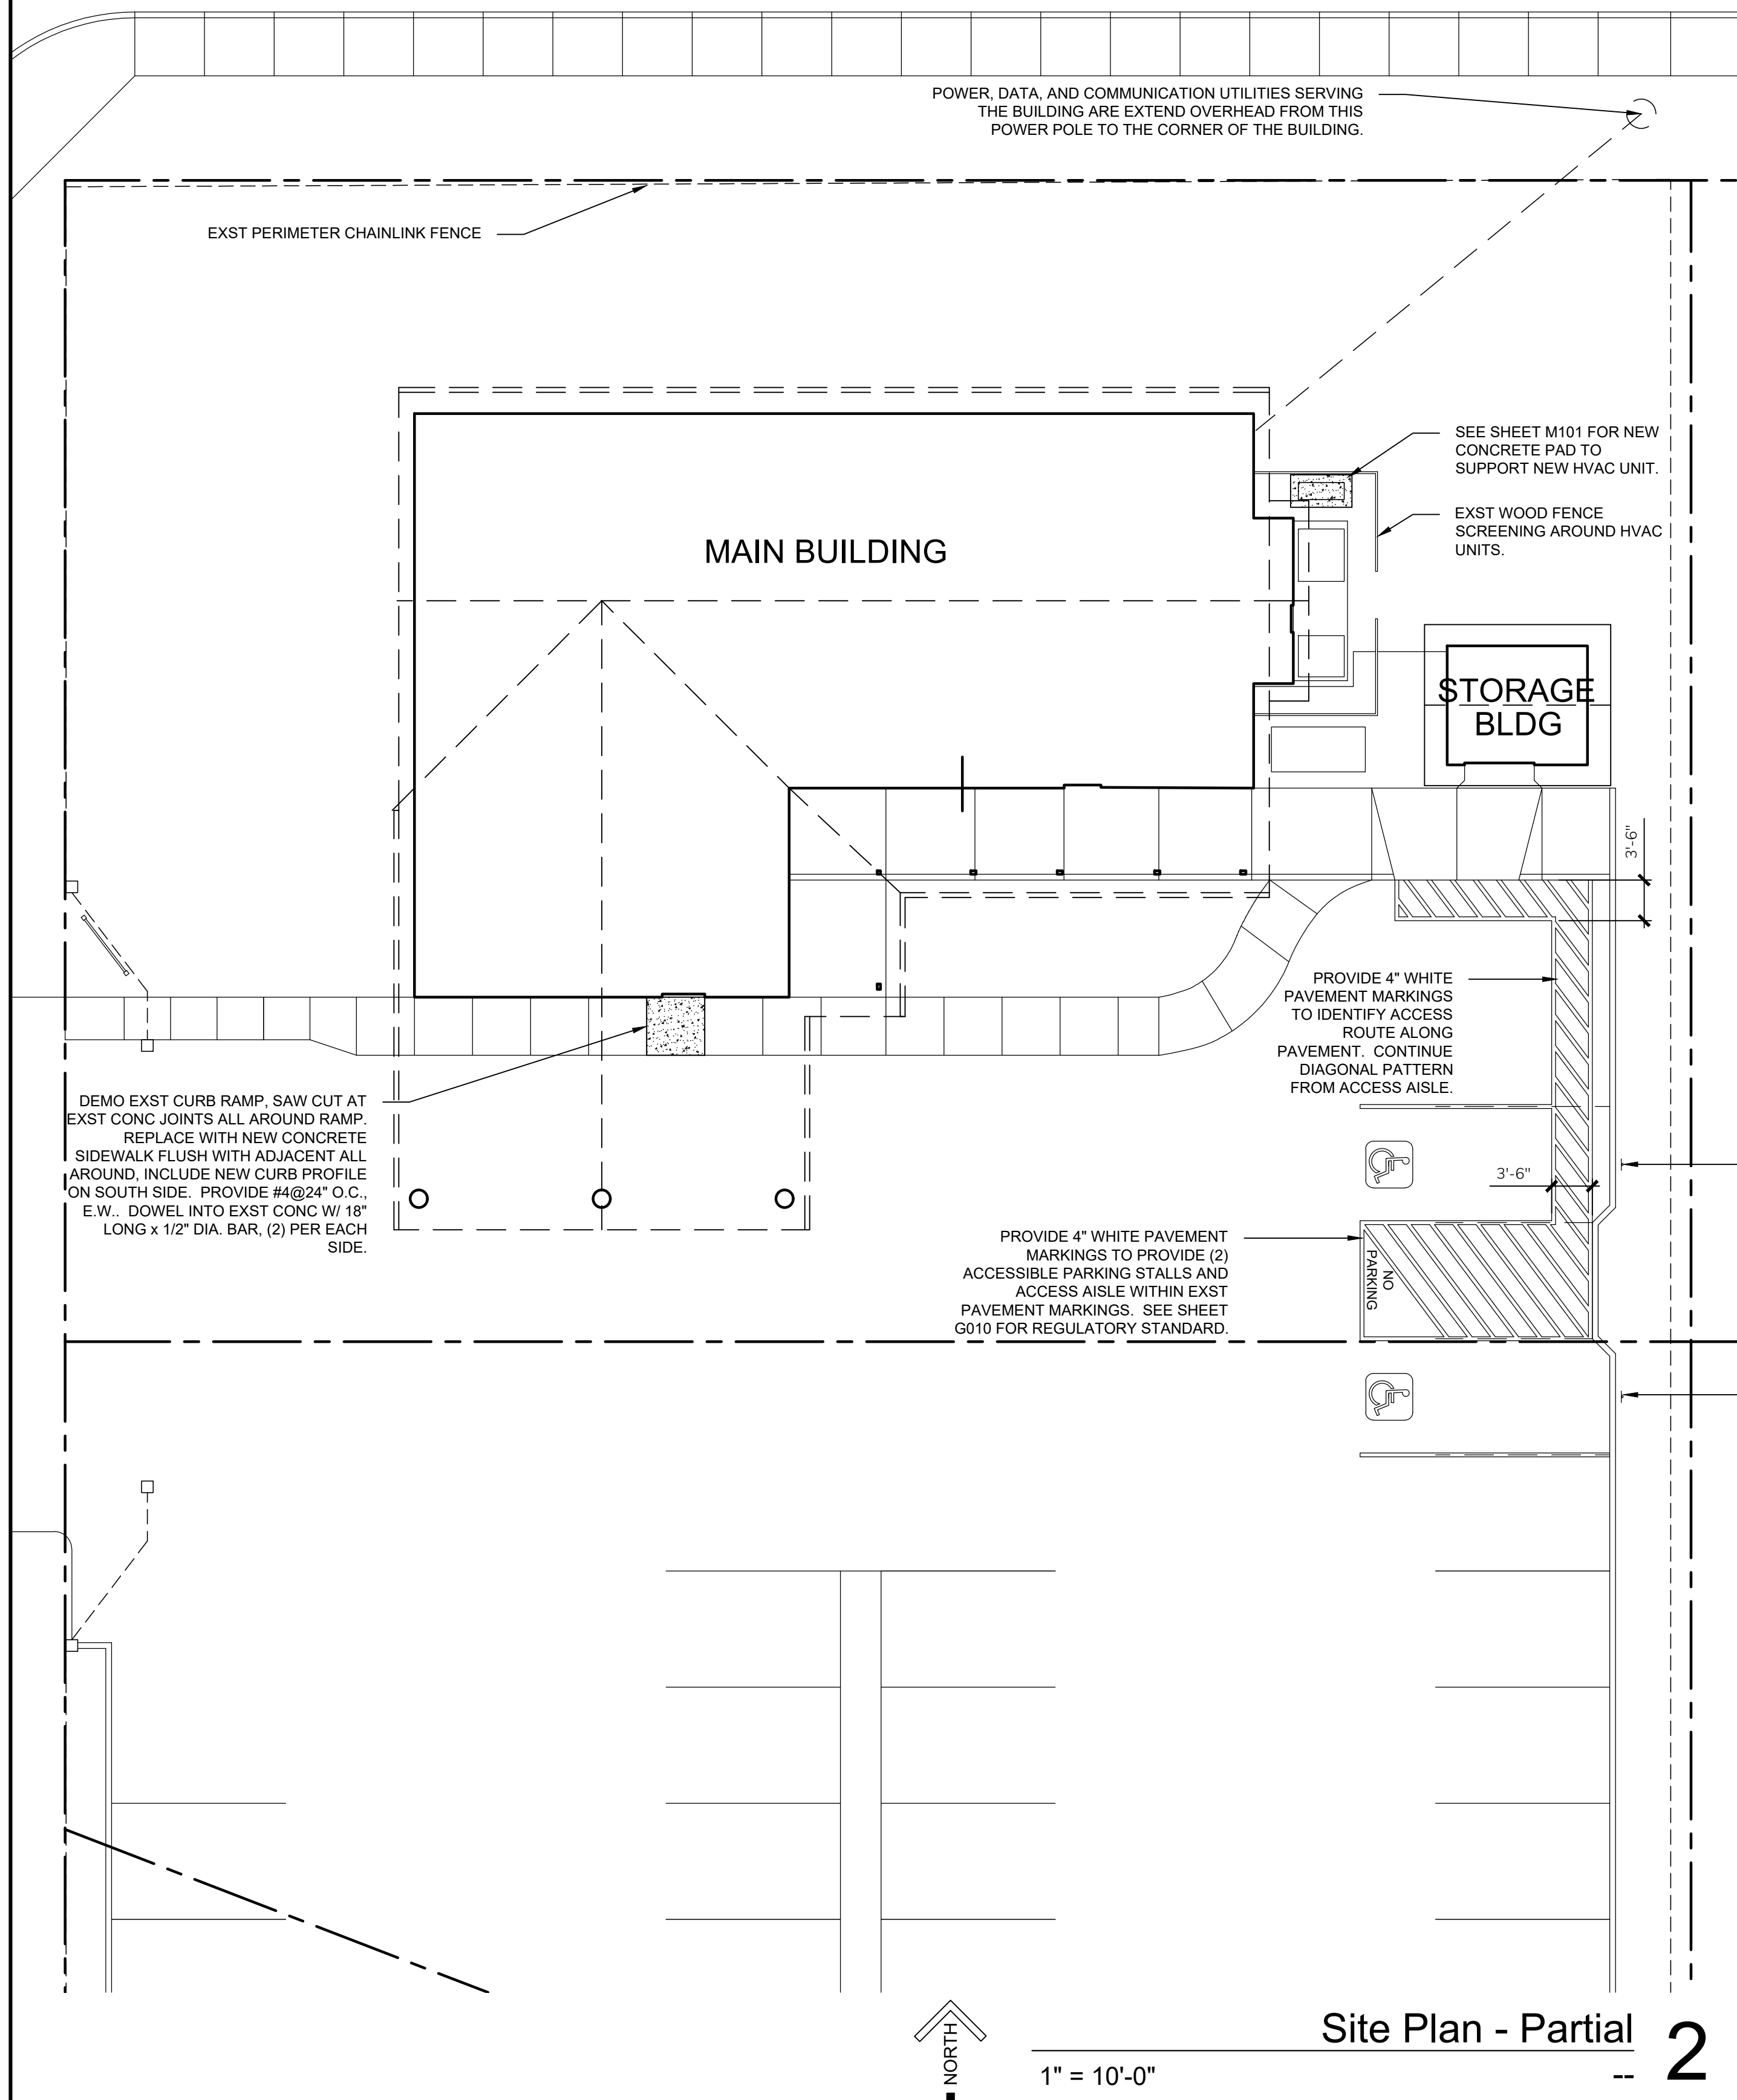 POWER, DATA, AND COMMUNICATION UTILITIES SERVING
THE BUILDING ARE EXTEND OVERHEAD FROM THIS
POWER POLE TO THE CORNER OF THE BUILDING.
EXST PERIMETER CHAINLINK FENCE
SEE SHEET M101 FOR NEW
CONCRETE PAD TO
SUPPORT NEW HVAC UNIT.
EXST WOOD FENCE
SCREENING AROUND HVAC
UNITS.
MAIN BUILDING
STORAGE
BLDG
3'-6"
PROVIDE 4" WHITE
PAVEMENT MARKINGS
TO IDENTIFY ACCESS
ROUTE ALONG
PAVEMENT.  CONTINUE
DIAGONAL PATTERN
FROM ACCESS AISLE.
DEMO EXST CURB RAMP, SAW CUT AT
EXST CONC JOINTS ALL AROUND RAMP.
REPLACE WITH NEW CONCRETE
SIDEWALK FLUSH WITH ADJACENT ALL
AROUND, INCLUDE NEW CURB PROFILE
ON SOUTH SIDE.  PROVIDE #4@24" O.C.,
E.W..  DOWEL INTO EXST CONC W/ 18"
LONG x 1/2" DIA. BAR, (2) PER EACH
SIDE.
3'-6"
PROVIDE 4" WHITE PAVEMENT
MARKINGS TO PROVIDE (2)
ACCESSIBLE PARKING STALLS AND
ACCESS AISLE WITHIN EXST
PAVEMENT MARKINGS.  SEE SHEET
G010 FOR REGULATORY STANDARD.
NO
PARKING
NORTH
Site Plan - Partial
2
1" = 10'-0"
--